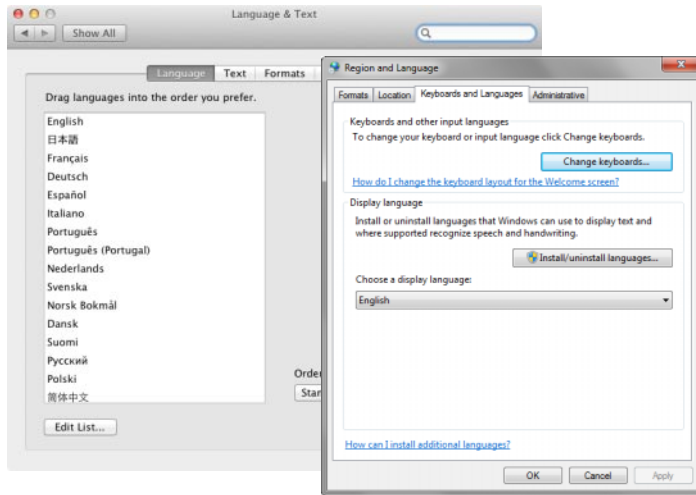 Language & Text
Show All
Language
Text
Formats
Drag languages into the order you prefer.
English
日本語
Français
Deutsch
Español
Italiano
Português
Português (Portugal)
Nederlands
Svenska
Norsk Bokmål
Dansk
Suomi
Русский
Polski
简体中文
Edit List...
Region and Language
Formats
Location
Keyboards and Languages
Administrative
Keyboards and other input languages
To change your keyboard or input language click Change keyboards.
Change keyboards...
How do I change the keyboard layout for the Welcome screen?
Display language
Install or uninstall languages that Windows can use to display text and
where supported recognize speech and handwriting.
Install/uninstall languages...
Choose a display language:
English
How can I install additional languages?
OK
Cancel
Apply